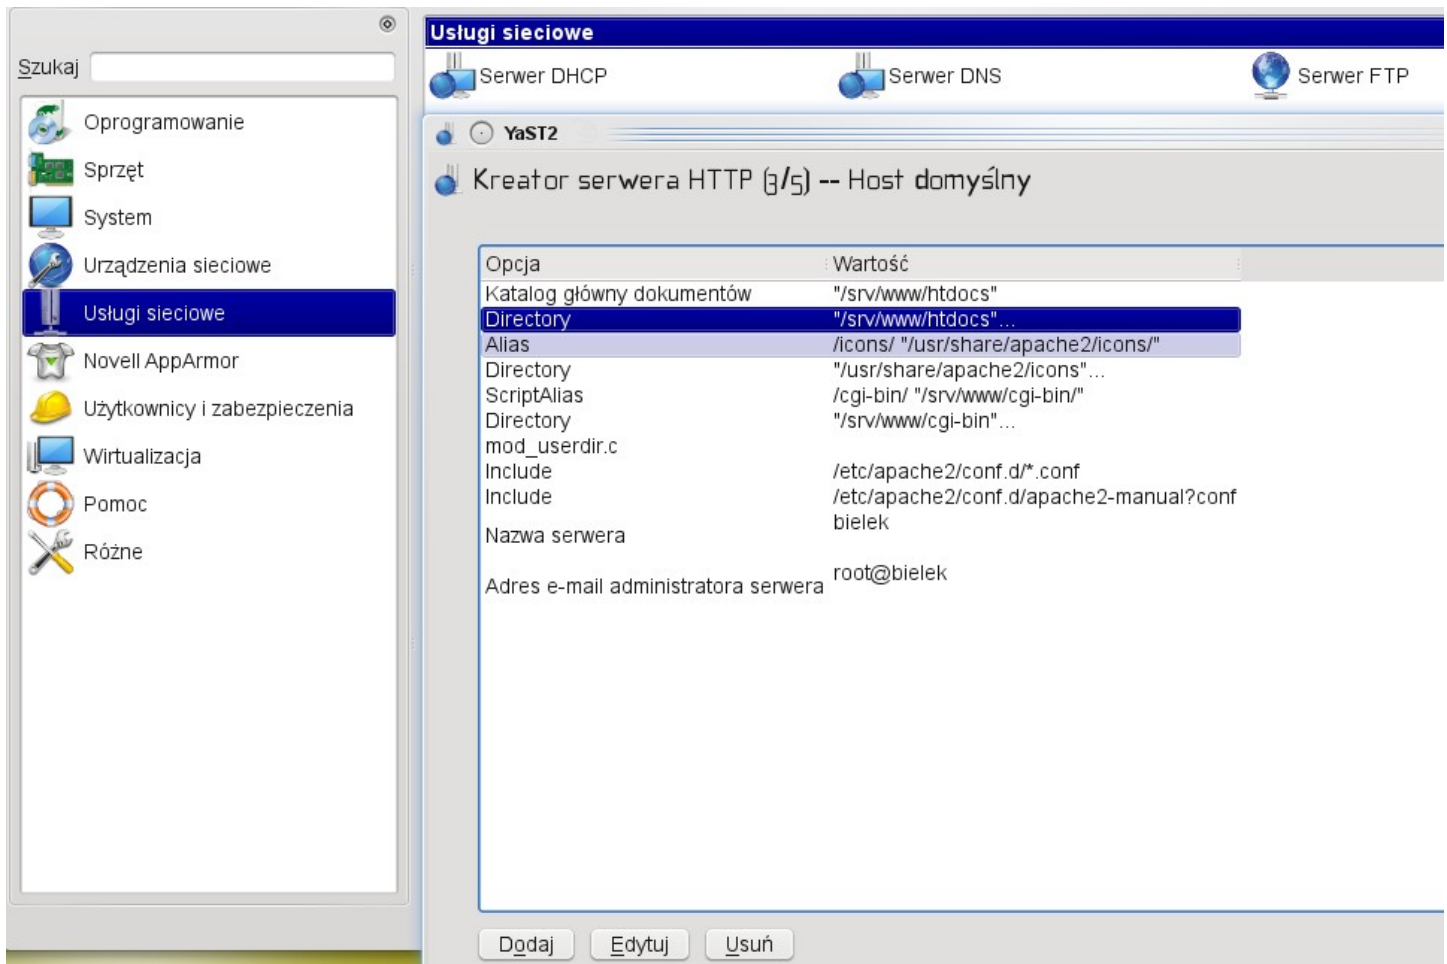 Szukaj
Oprogramowanie
Sprzęt
System
Urządzenia sieciowe
Usługi sieciowe
Novell AppArmor
Użytkownicy i zabezpieczenia
Wirtualizacja
Pomoc
Różne
Usługi sieciowe
Serwer DHCP Serwer DNS Serwer FTP
YaST2
Kreator serwera HTTP (3/5) -- Host domyślny
Opcja Wartość
Katalog główny dokumentów "/srv/www/htdocs"
Directory "/srv/www/htdocs"...
Alias /icons/ "/usr/share/apache2/icons/"
Directory "/usr/share/apache2/icons"...
ScriptAlias /cgi-bin/ "/srv/www/cgi-bin/"
Directory "/srv/www/cgi-bin"...
mod_userdir.c
Include /etc/apache2/conf.d/*.conf
Include /etc/apache2/conf.d/apache2-manual?conf
Nazwa serwera bielek
Adres e-mail administratora serwera root@bielek
Dodaj Edytuj Usuń